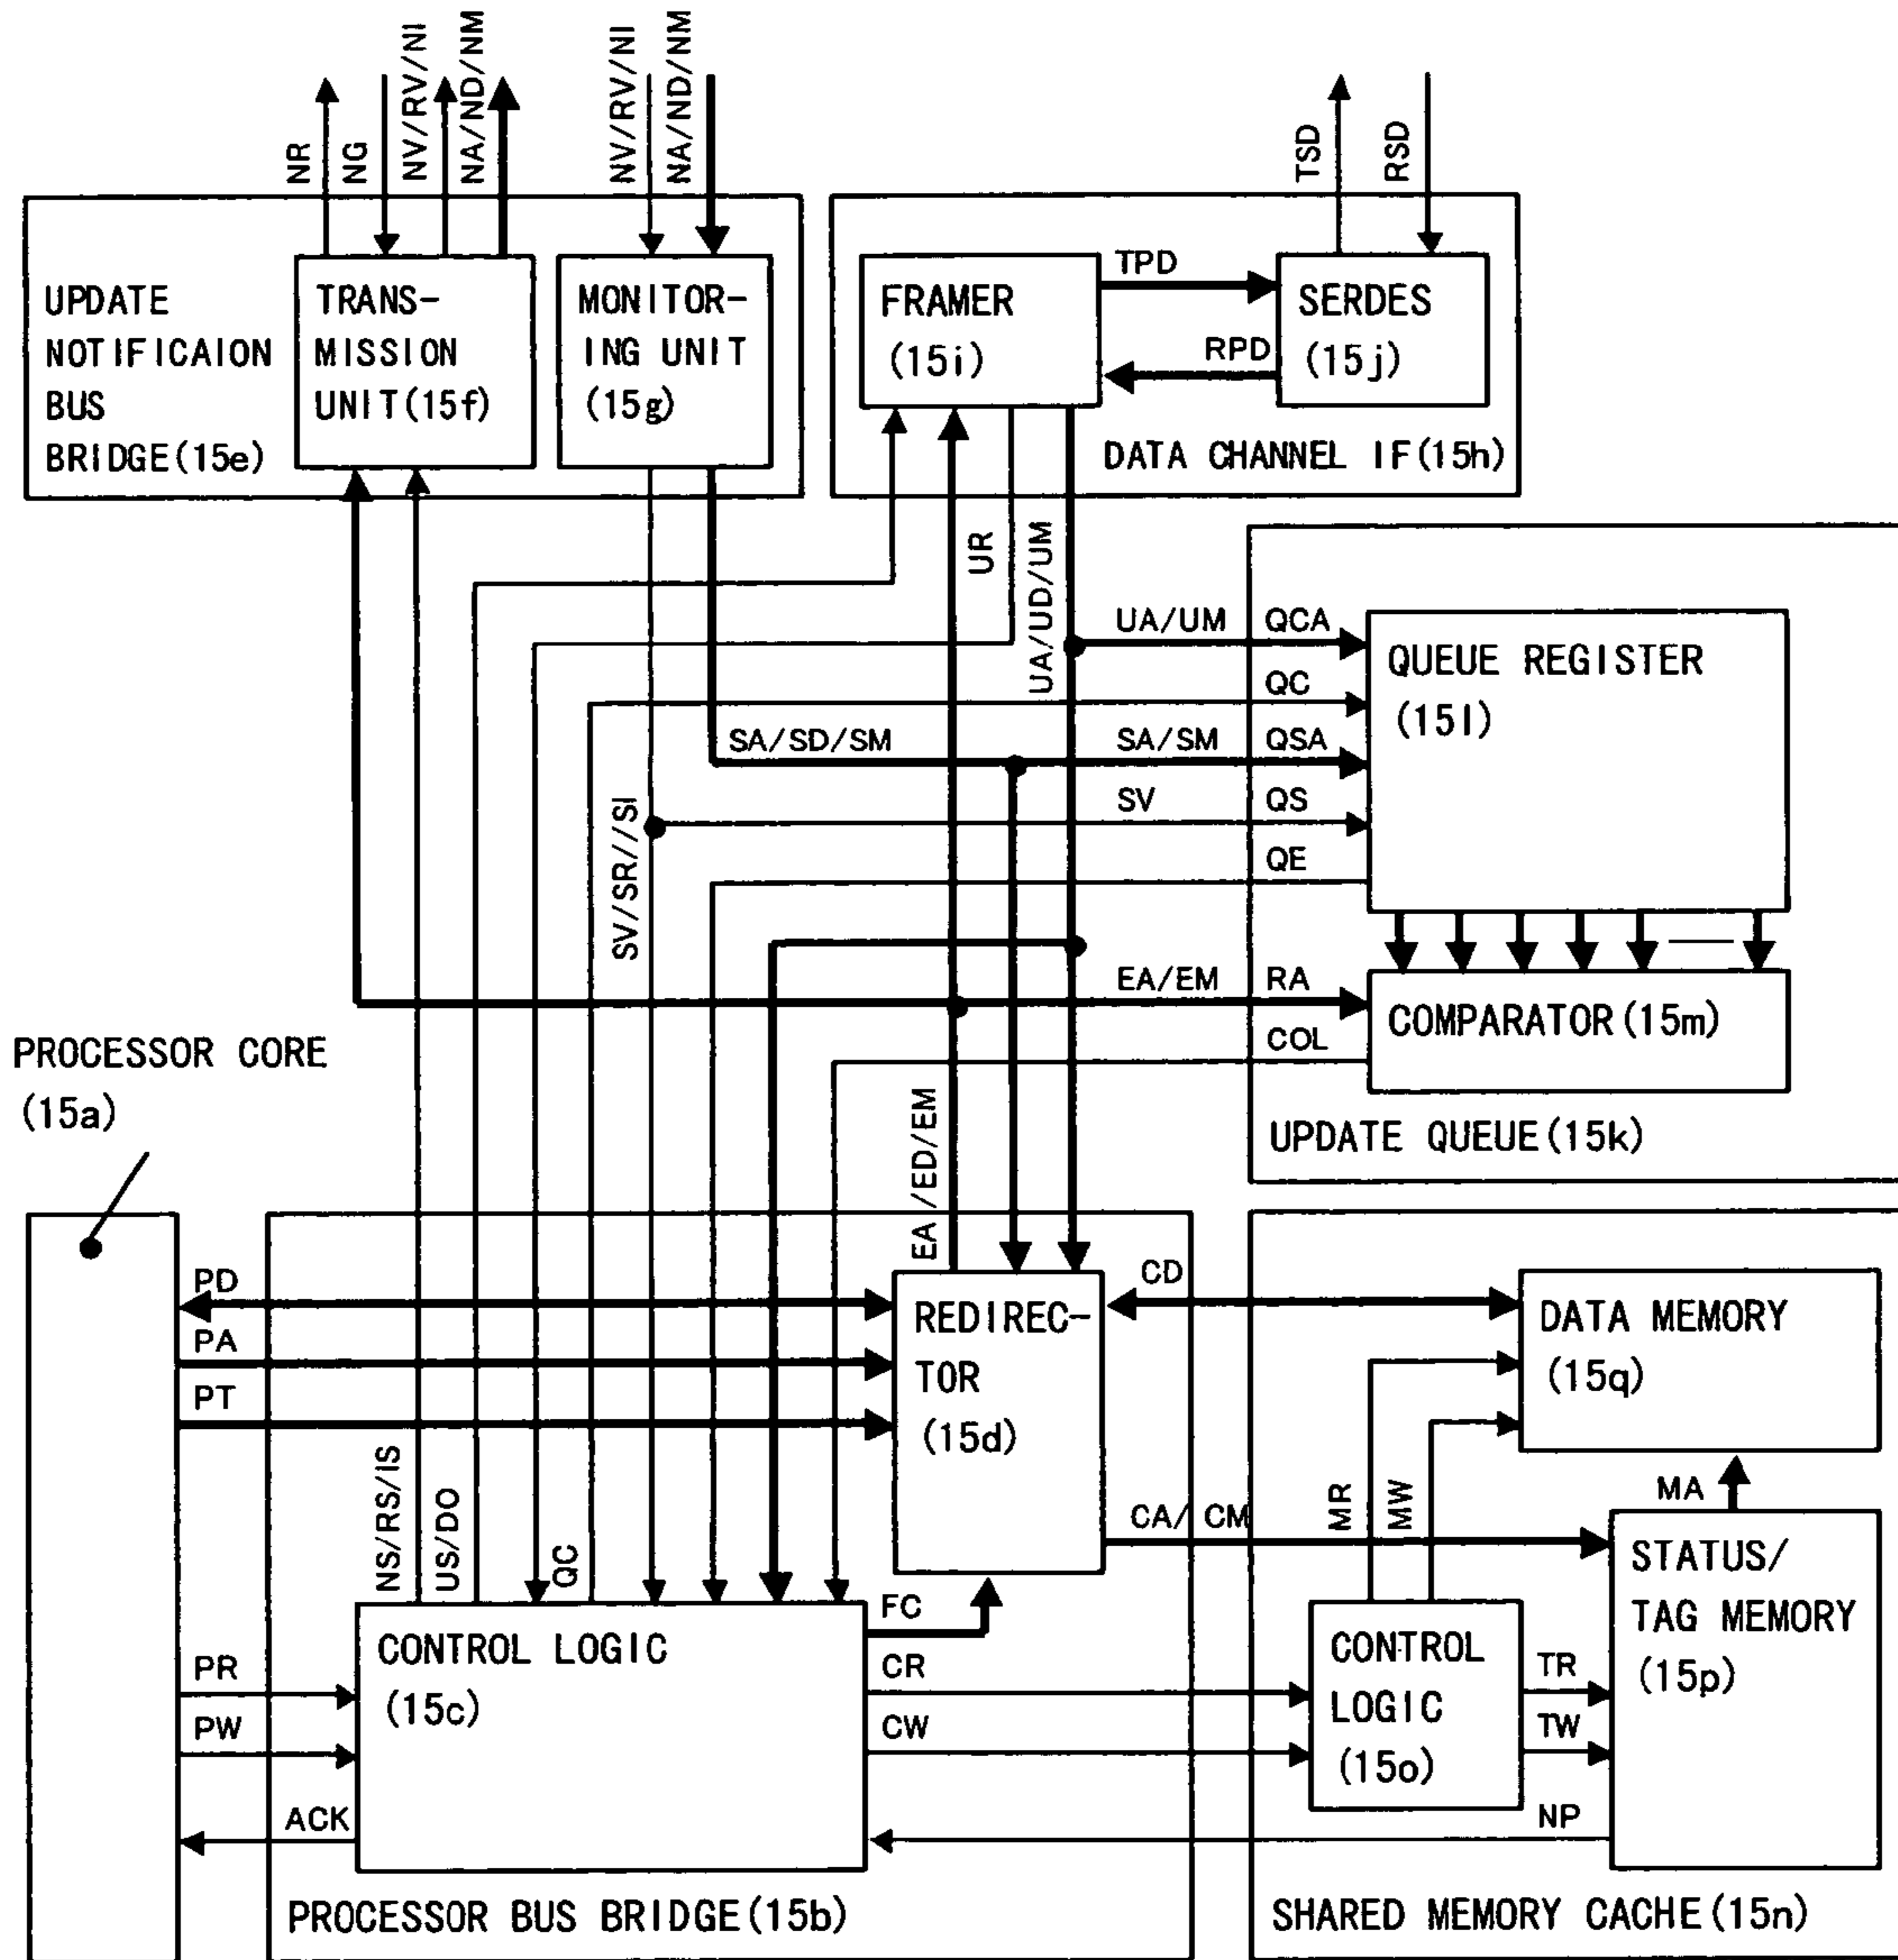 NR
NG
NV/RV/NI
NA/ND/NM
NV/RV/NI
NA/ND/NM
TSD
RSD
UPDATE
NOTIFICAION
BUS
BRIDGE(15e)
TRANS-
MISSION
UNIT(15f)
MONITOR-
ING UNIT
(15g)
FRAMER
(15i)
TPD
RPD
SERDES
(15j)
DATA CHANNEL IF(15h)
UR
UA/UD/UM
UA/UM
QCA
QC
SA/SD/SM
SA/SM
QSA
SV
QS
QE
SV/SR//SI
QUEUE REGISTER
(15l)
EA/EM
RA
COL
COMPARATOR(15m)
UPDATE QUEUE(15k)
PROCESSOR CORE
(15a)
EA/ED/EM
PD
PA
PT
REDIREC-
TOR
(15d)
CD
DATA MEMORY
(15q)
MR
MW
MA
CA/ CM
NS/RS/IS
US/DO
QC
FC
STATUS/
TAG MEMORY
(15p)
CONTROL LOGIC
(15c)
PR
PW
ACK
CR
CW
CONTROL
LOGIC
(15o)
TR
TW
NP
PROCESSOR BUS BRIDGE(15b)
SHARED MEMORY CACHE(15n)